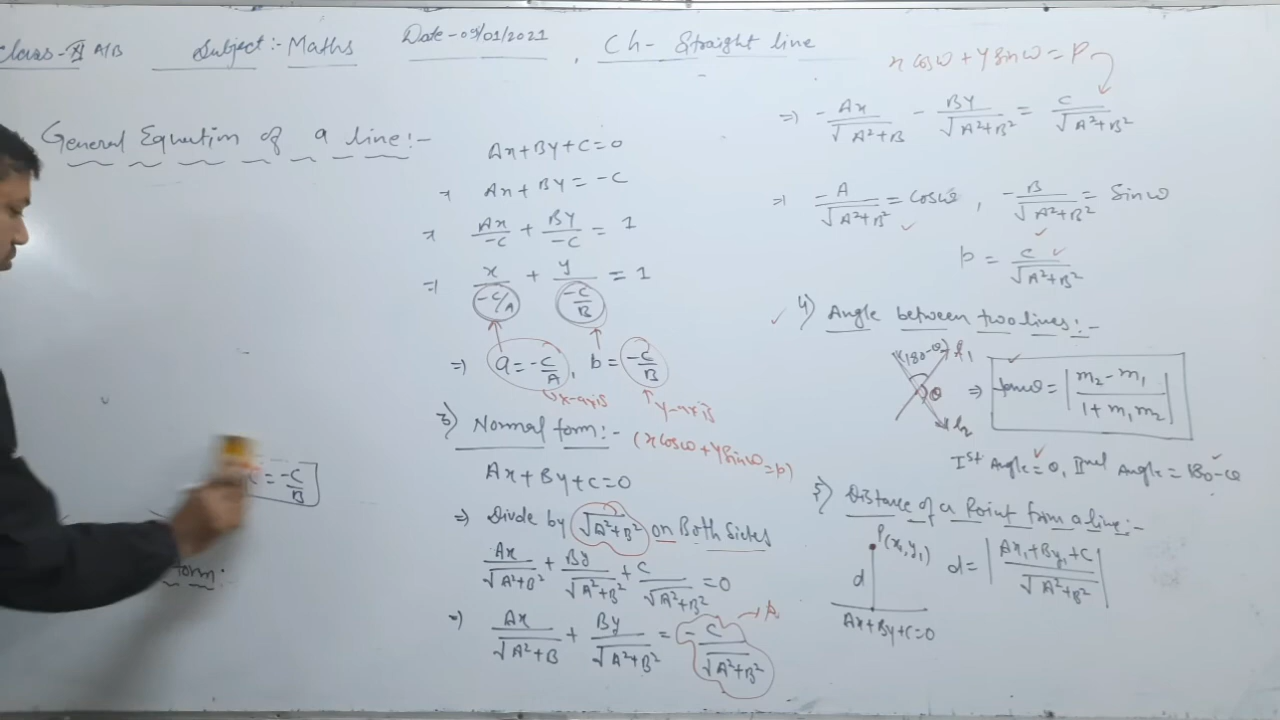 Class-XI A/B Subject:- Maths Date-09/01/2021 Ch- Straight line
General Equation of a line:-
= -C/B
form:
Ax+By+C=0
⇒ Ax+By = -C
⇒ Ax/-C + By/-C = 1
⇒ x/(-C/A) + y/(-C/B) = 1
⇒ a = -C/A, b = -C/B
x-axis y-axis
3) Normal form:- (x cosω + y sinω = p)
Ax+By+C=0
⇒ Divide by √A²+B² on Both sides
Ax/√A²+B² + By/√A²+B² + C/√A²+B² = 0
⇒ Ax/√A²+B + By/√A²+B² = -C/√A²+B² → p
x cosω + y sinω = P
⇒ -Ax/√A²+B - By/√A²+B² = C/√A²+B²
⇒ -A/√A²+B² = cosω, -B/√A²+B² = Sinω
p = C/√A²+B²
4) Angle between two lines:-
(180-θ) l₁
θ
l₂
⇒ tanθ = |m₂-m₁/1+m₁m₂|
Ist Angle = θ, IInd Angle = 180-θ
5) Distance of a Point from a line:-
P(x₁,y₁)
d
d = |Ax₁+By₁+C/√A²+B²|
Ax+By+C=0